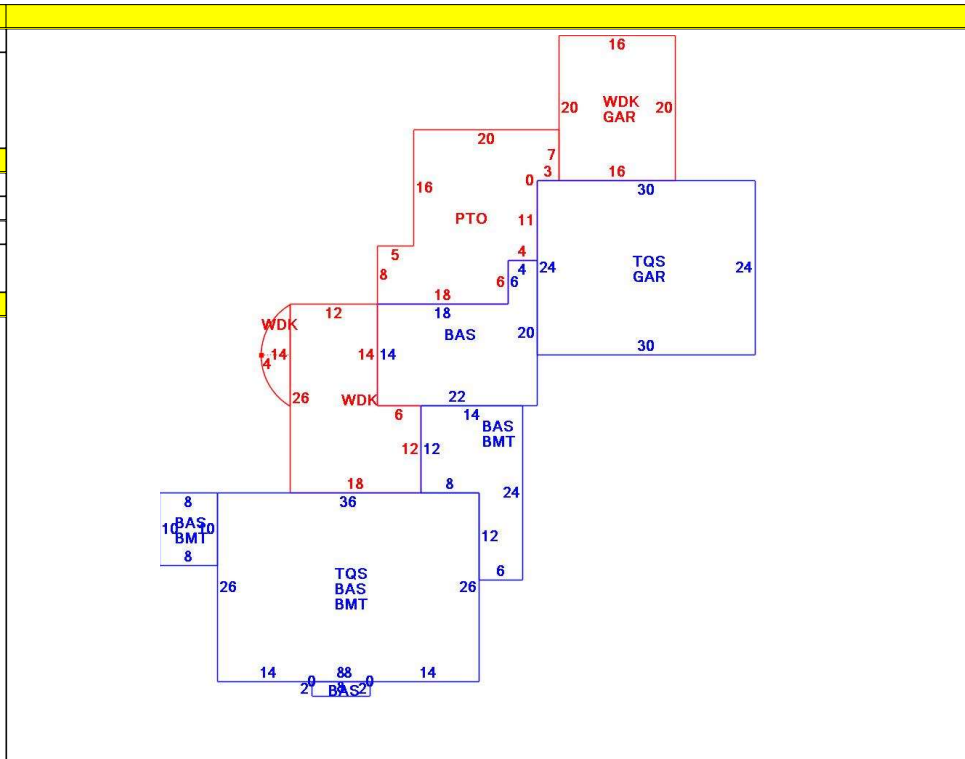 16
20 WDK 20
GAR
20
7
3 16
0 30
16
PTO 11
4
5 4 24 TQS 24
GAR
8 6 6
18
12 18
WDK BAS 20
14 14 14 30
4
26 WDK 22
6 14
BAS
BMT
12 12
18 8 24
8 36
10 BAS 10 12
BMT
8 TQS 6
26 BAS 26
BMT
14 88 14
0 0
2 8 2
BAS